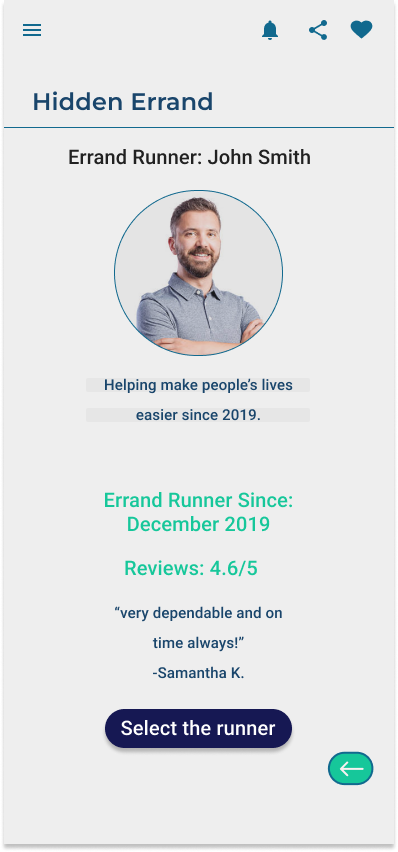 Hidden Errand
Errand Runner: John Smith
Helping make people’s lives
easier since 2019.
Errand Runner Since:
December 2019
Reviews: 4.6/5
“very dependable and on
time always!”
-Samantha K.
Select the runner